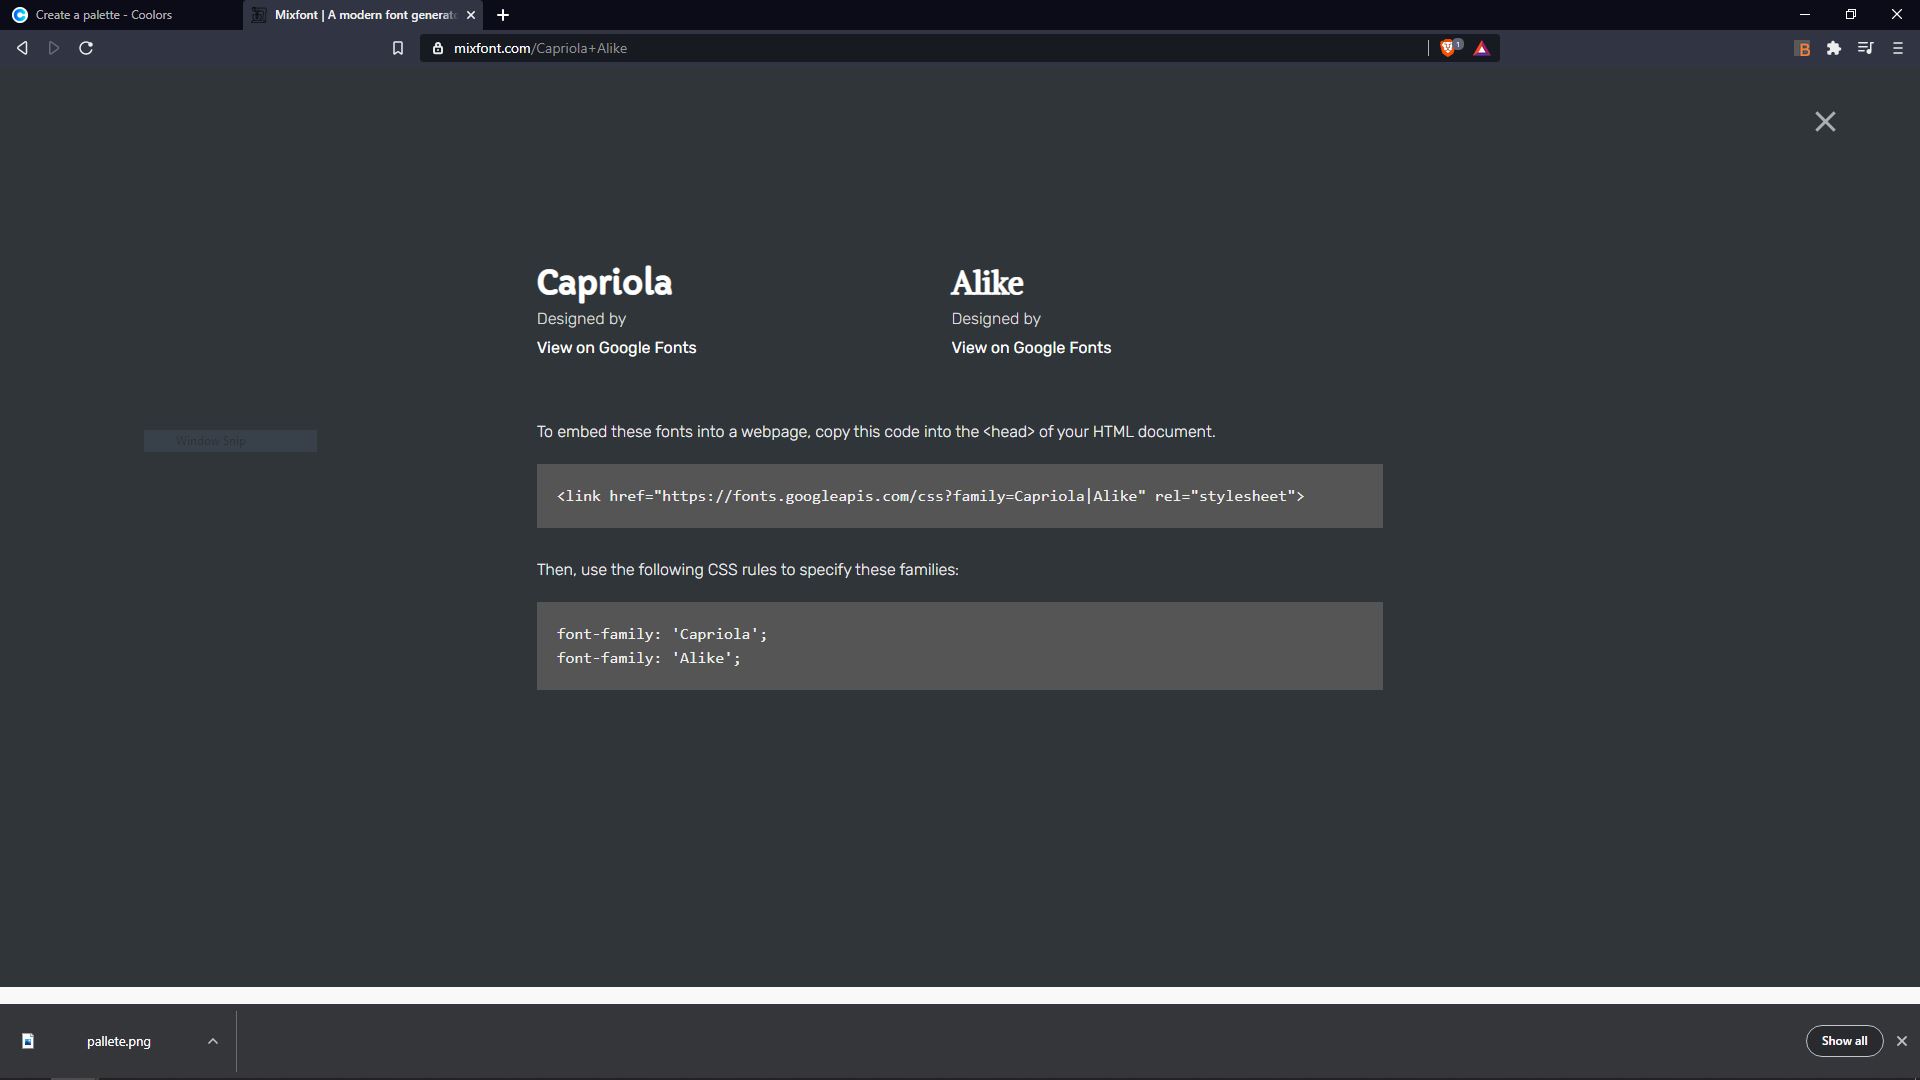 Create a palette - Coolors
Mixfont | A modern font generat
mixfont.com/Capriola+Alike
1
B
Capriola
Designed by
View on Google Fonts
Alike
Designed by
View on Google Fonts
Window Snip
To embed these fonts into a webpage, copy this code into the <head> of your HTML document.
<link href="https://fonts.googleapis.com/css?family=Capriola|Alike" rel="stylesheet">
Then, use the following CSS rules to specify these families:
font-family: 'Capriola';
font-family: 'Alike';
pallete.png
Show all